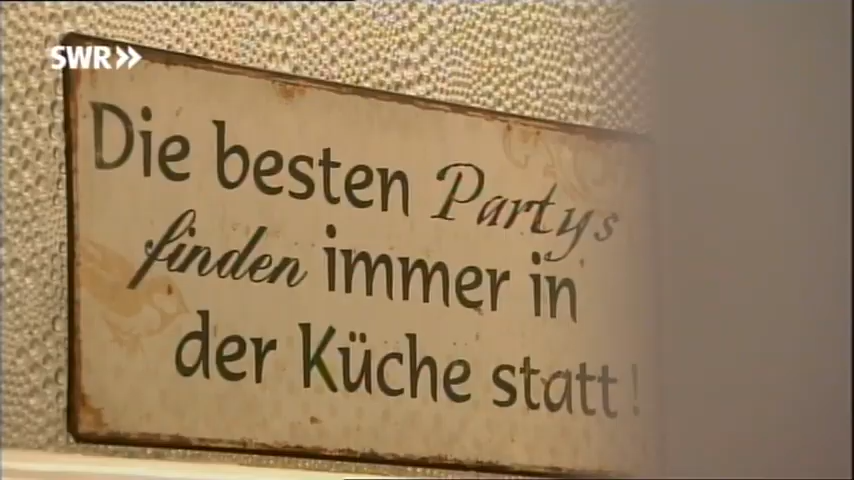 SWR»
Die besten Partys
finden immer in
der Küche statt!